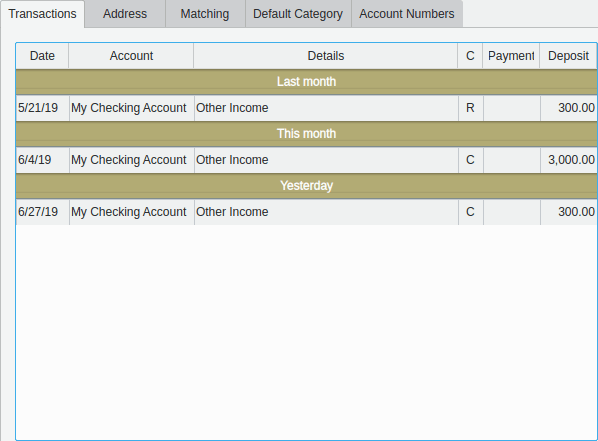 Transactions Address Matching Default Category Account Numbers
Date Account Details C Payment Deposit
Last month
5/21/19 My Checking Account Other Income R 300.00
This month
6/4/19 My Checking Account Other Income C 3,000.00
Yesterday
6/27/19 My Checking Account Other Income C 300.00